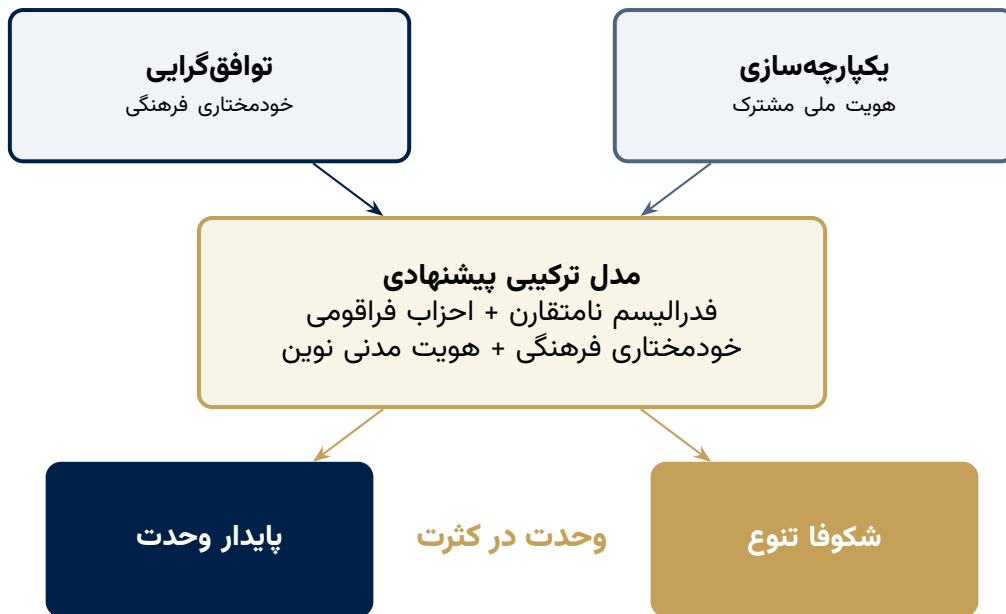 یکپارچه‌سازی
هویت ملی مشترک
توافق‌گرایی
خودمختاری فرهنگی
مدل ترکیبی پیشنهادی
فدرالیسم نامتقارن + احزاب فراقومی
خودمختاری فرهنگی + هویت مدنی نوین
شکوفا تنوع
وحدت در کثرت
پایدار وحدت